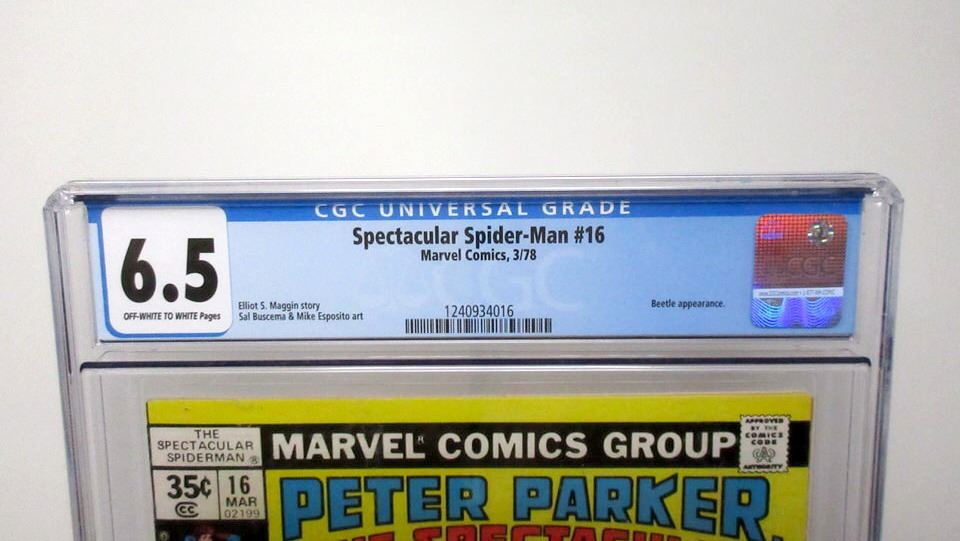 CGC UNIVERSAL GRADE
6.5
OFF-WHITE TO WHITE Pages
Spectacular Spider-Man #16
Marvel Comics, 3/78
Elliot S. Maggin story
Sal Buscema & Mike Esposito art
1240934016
Beetle appearance.
CGC
THE
SPECTACULAR
SPIDERMAN ®
MARVEL® COMICS GROUP
APPROVED
BY THE
COMICS
CODE
AUTHORITY
35¢
CC
16
MAR
02199
PETER PARKER,